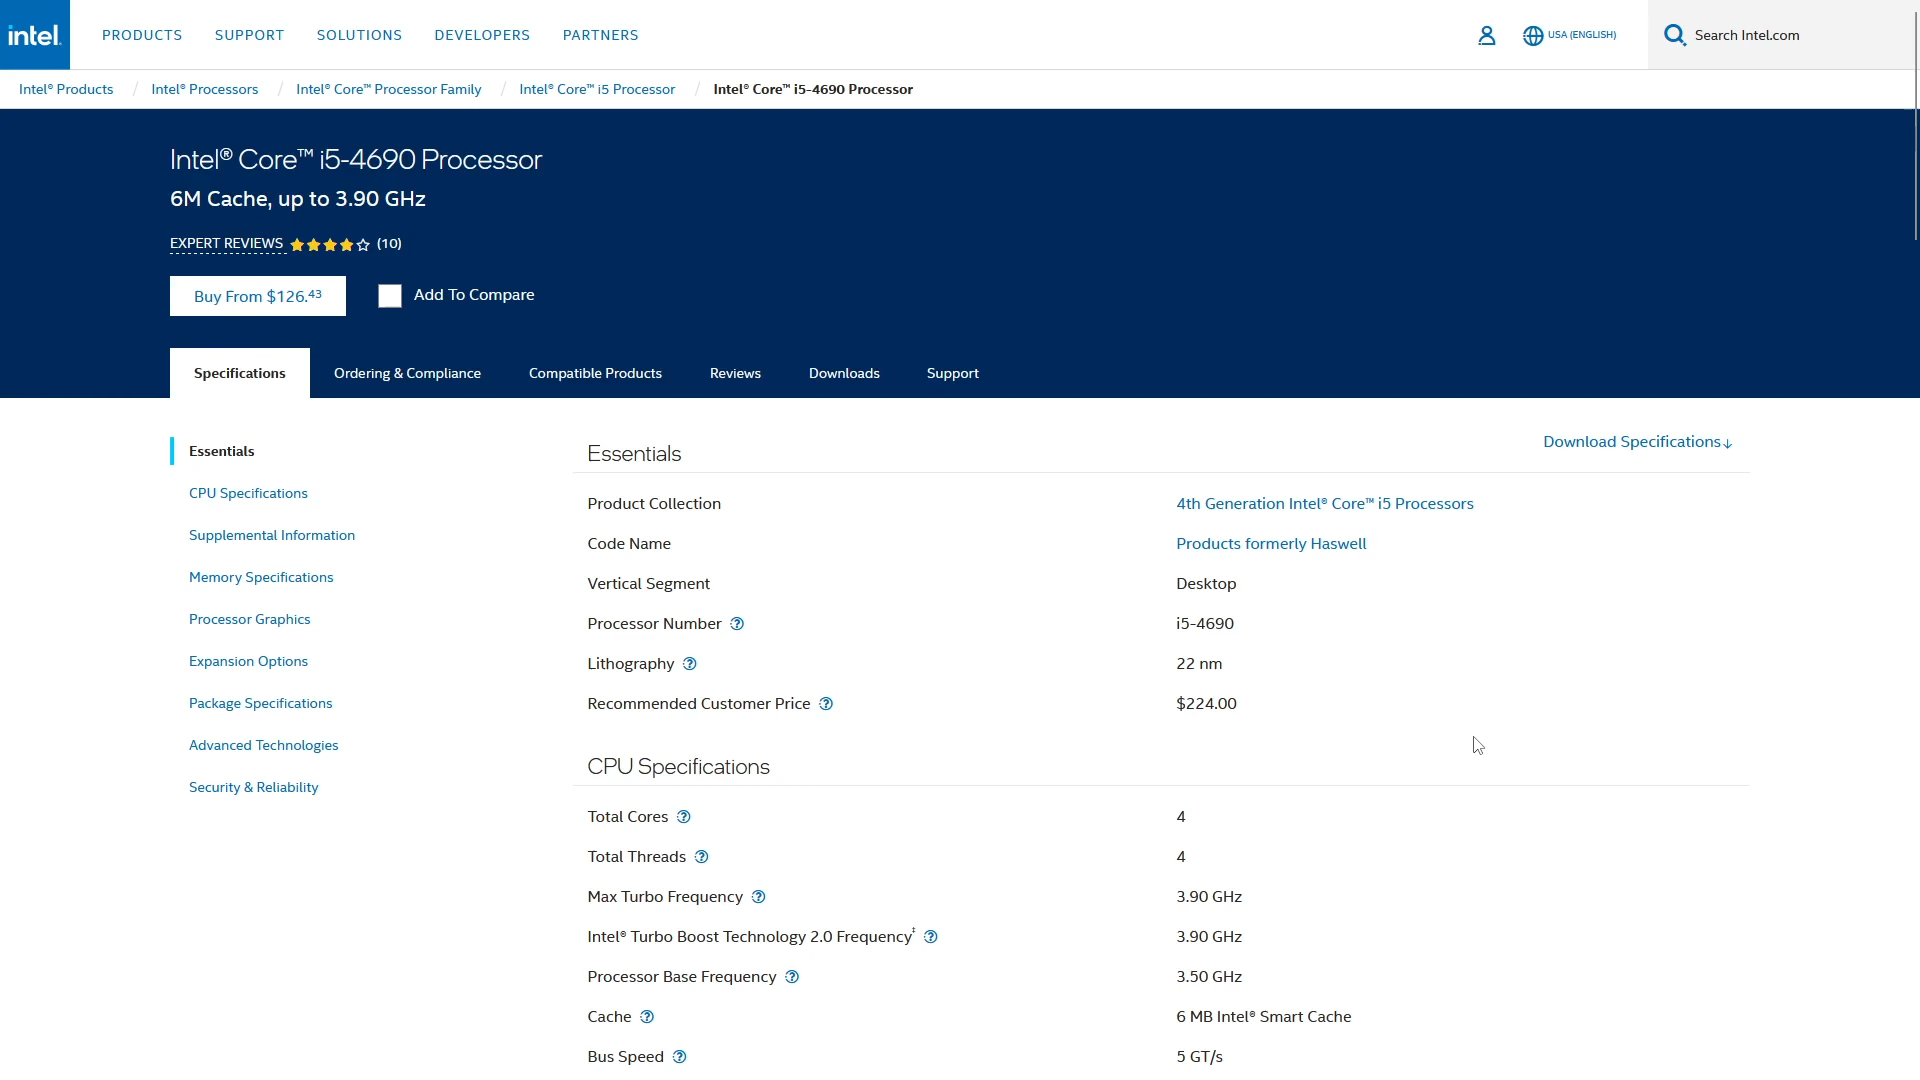 intel.
PRODUCTS SUPPORT SOLUTIONS DEVELOPERS PARTNERS
USA (ENGLISH)
Search Intel.com
Intel® Products / Intel® Processors / Intel® Core™ Processor Family / Intel® Core™ i5 Processor / Intel® Core™ i5-4690 Processor
Intel® Core™ i5-4690 Processor
6M Cache, up to 3.90 GHz
EXPERT REVIEWS (10)
Buy From $126.43
Add To Compare
Specifications Ordering & Compliance Compatible Products Reviews Downloads Support
Essentials
CPU Specifications
Supplemental Information
Memory Specifications
Processor Graphics
Expansion Options
Package Specifications
Advanced Technologies
Security & Reliability
Essentials
Download Specifications↓
Product Collection 4th Generation Intel® Core™ i5 Processors
Code Name Products formerly Haswell
Vertical Segment Desktop
Processor Number ? i5-4690
Lithography ? 22 nm
Recommended Customer Price ? $224.00
CPU Specifications
Total Cores ? 4
Total Threads ? 4
Max Turbo Frequency ? 3.90 GHz
Intel® Turbo Boost Technology 2.0 Frequency‡ ? 3.90 GHz
Processor Base Frequency ? 3.50 GHz
Cache ? 6 MB Intel® Smart Cache
Bus Speed ? 5 GT/s